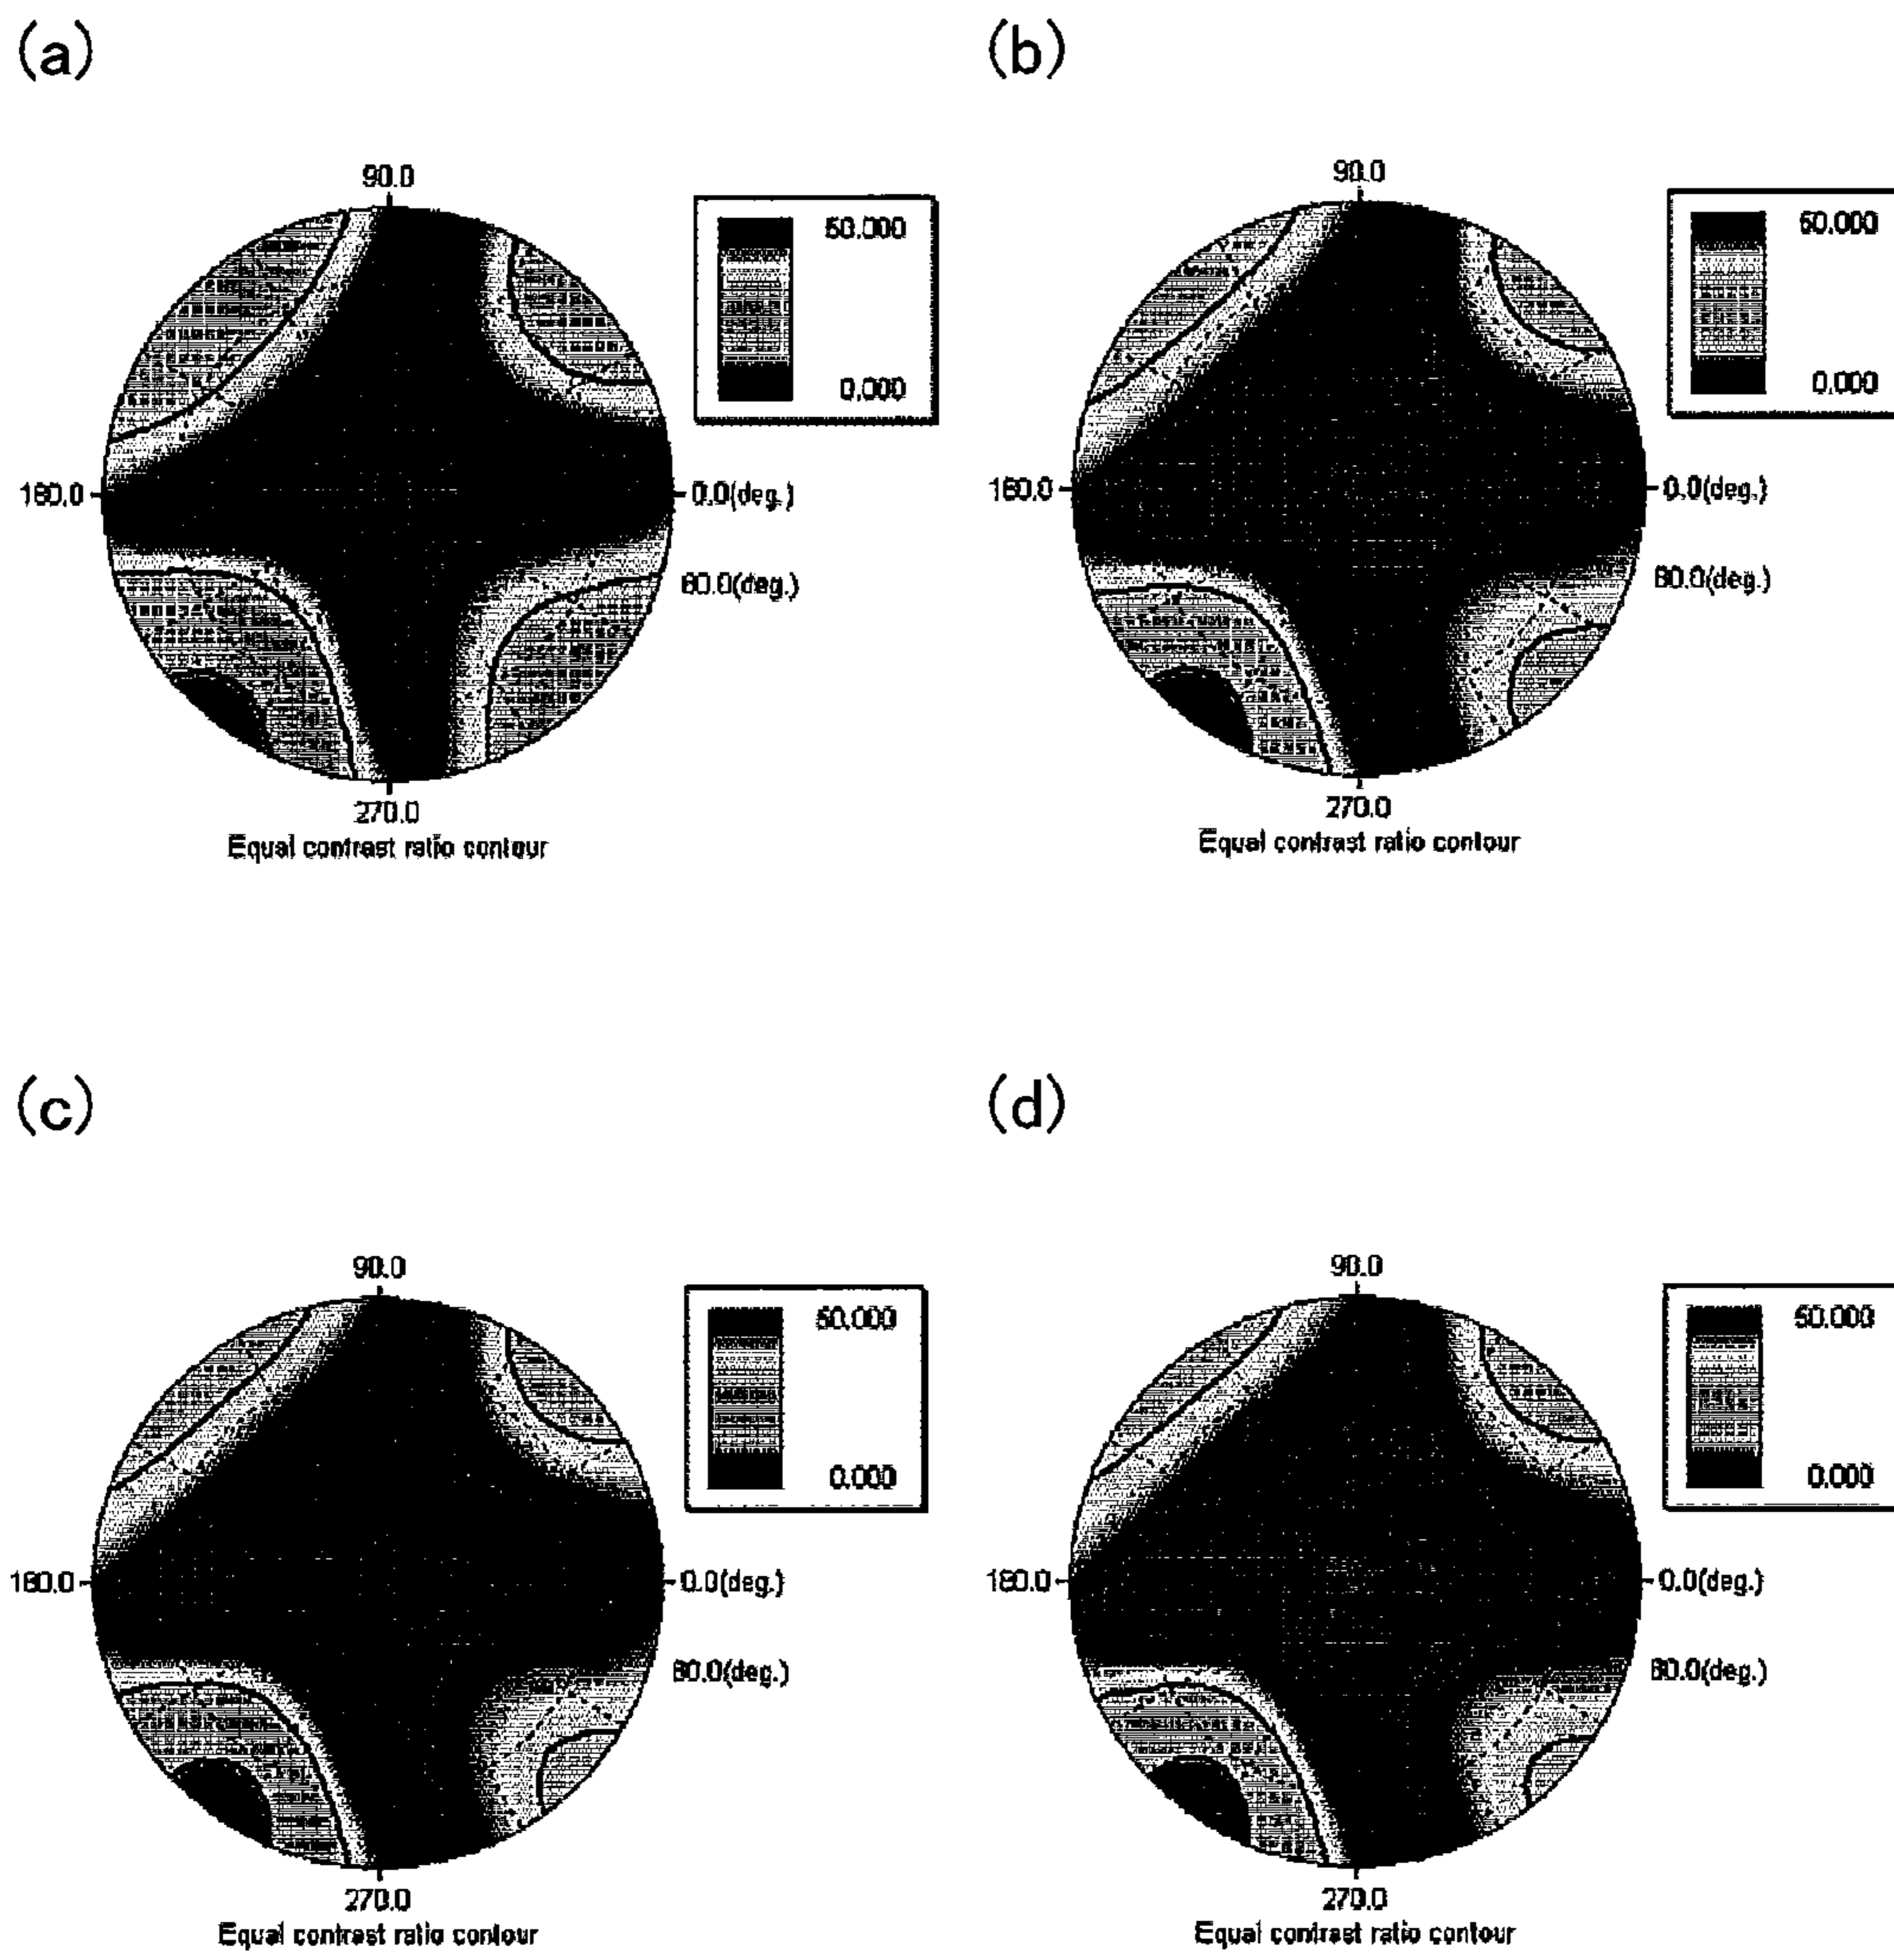 (a)
(b)
90.0
50.000
0.000
180.0
0.0(deg.)
80.0(deg.)
270.0
Equal contrast ratio contour
90.0
50.000
0.000
180.0
0.0(deg.)
80.0(deg.)
270.0
Equal contrast ratio contour
(c)
(d)
90.0
50.000
0.000
180.0
0.0(deg.)
80.0(deg.)
270.0
Equal contrast ratio contour
90.0
50.000
0.000
180.0
0.0(deg.)
80.0(deg.)
270.0
Equal contrast ratio contour